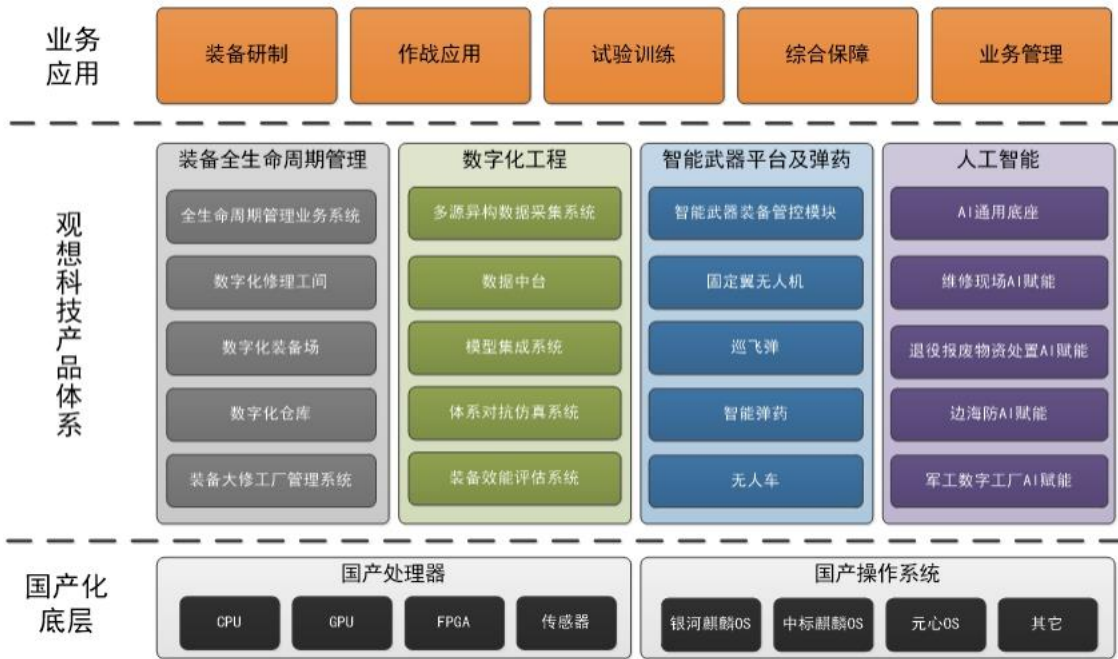 业务
应用
装备研制
作战应用
试验训练
综合保障
业务管理
观想科技产品体系
装备全生命周期管理
全生命周期管理业务系统
数字化修理工间
数字化装备场
数字化仓库
装备大修工厂管理系统
数字化工程
多源异构数据采集系统
数据中台
模型集成系统
体系对抗仿真系统
装备效能评估系统
智能武器平台及弹药
智能武器装备管控模块
固定翼无人机
巡飞弹
智能弹药
无人车
人工智能
AI通用底座
维修现场AI赋能
退役报废物资处置AI赋能
边海防AI赋能
军工数字工厂AI赋能
国产化
底层
国产处理器
CPU
GPU
FPGA
传感器
国产操作系统
银河麒麟OS
中标麒麟OS
元心OS
其它